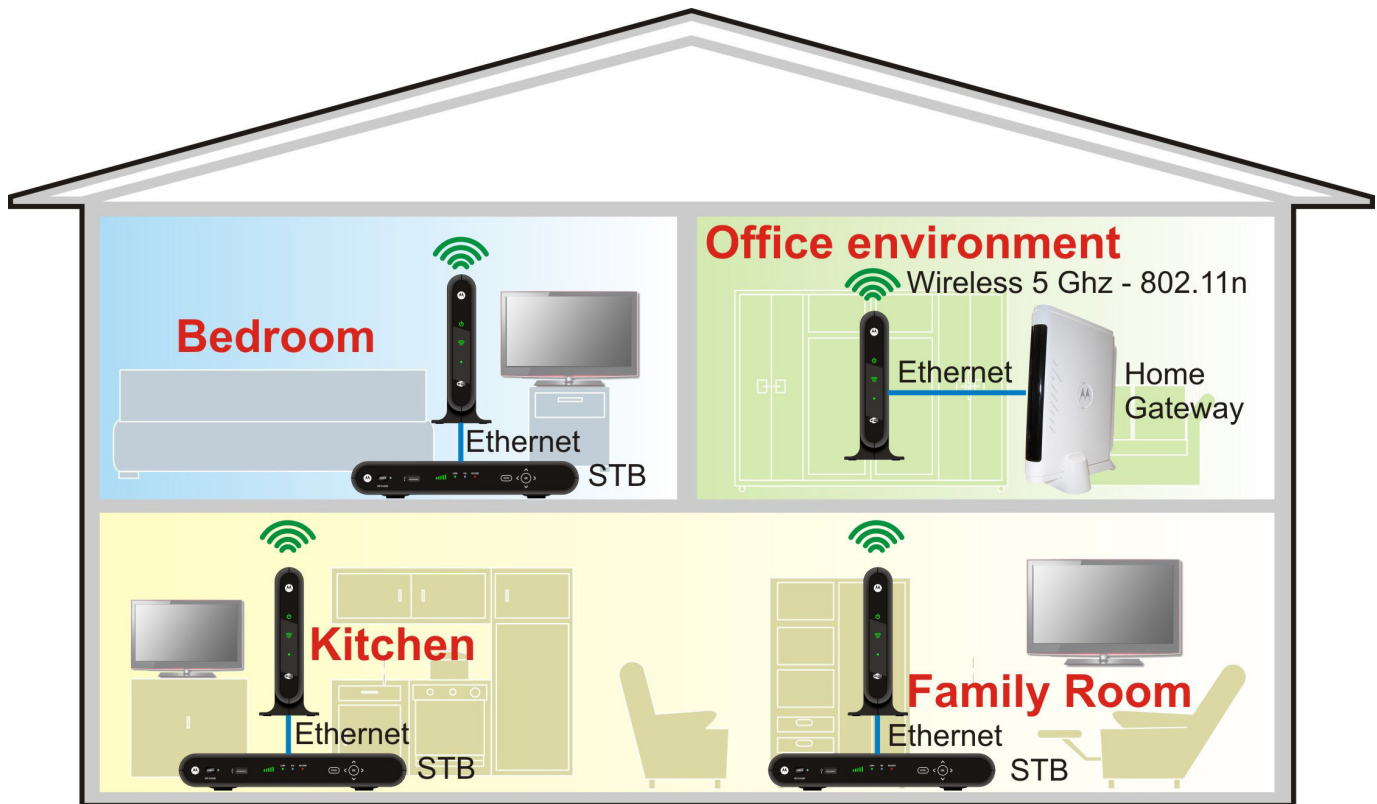 Office environment
Wireless 5 Ghz - 802.11n
Bedroom
Ethernet
Home
Gateway
Ethernet
STB
Kitchen
Family Room
Ethernet
STB
Ethernet
STB